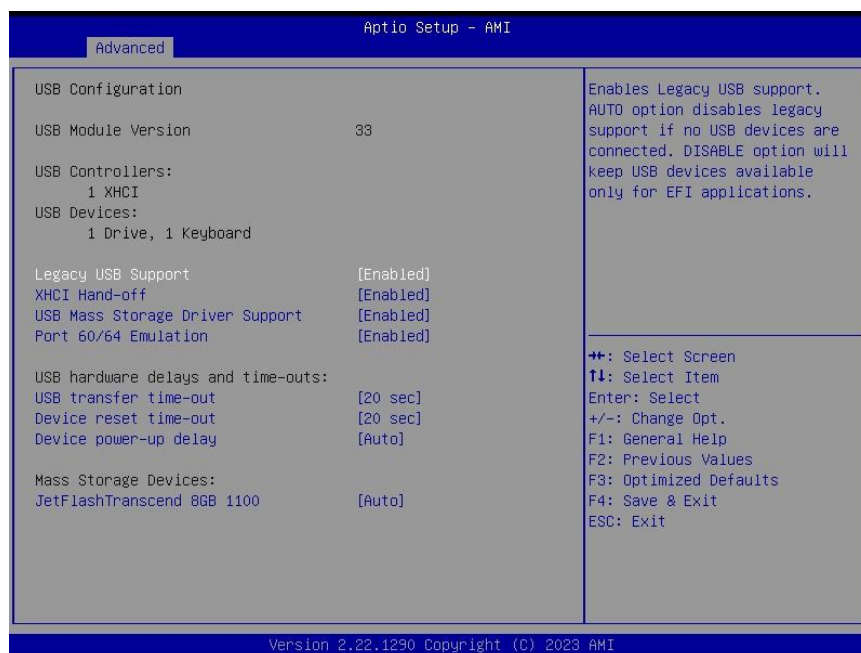 Aptio Setup – AMI
Advanced
USB Configuration
USB Module Version 33
USB Controllers:
1 XHCI
USB Devices:
1 Drive, 1 Keyboard
Legacy USB Support [Enabled]
XHCI Hand-off [Enabled]
USB Mass Storage Driver Support [Enabled]
Port 60/64 Emulation [Enabled]
USB hardware delays and time-outs:
USB transfer time-out [20 sec]
Device reset time-out [20 sec]
Device power-up delay [Auto]
Mass Storage Devices:
JetFlashTranscend 8GB 1100 [Auto]
Enables Legacy USB support.
AUTO option disables legacy
support if no USB devices are
connected. DISABLE option will
keep USB devices available
only for EFI applications.
→←: Select Screen
↑↓: Select Item
Enter: Select
+/-: Change Opt.
F1: General Help
F2: Previous Values
F3: Optimized Defaults
F4: Save & Exit
ESC: Exit
Version 2.22.1290 Copyright (C) 2023 AMI